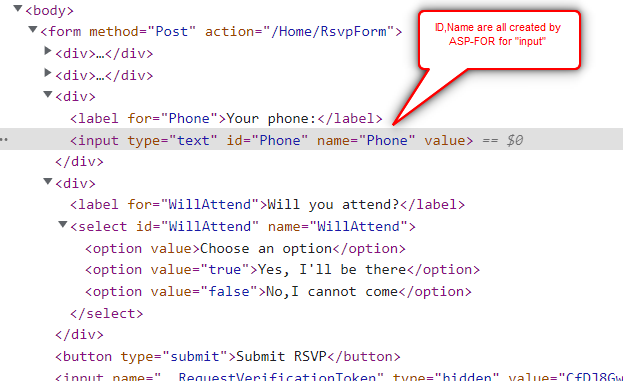 <body>
<form method="Post" action="/Home/RsvpForm">
<div>…</div>
<div>…</div>
<div>
<label for="Phone">Your phone:</label>
<input type="text" id="Phone" name="Phone" value> == $0
</div>
<div>
<label for="WillAttend">Will you attend?</label>
<select id="WillAttend" name="WillAttend">
<option value>Choose an option</option>
<option value="true">Yes, I'll be there</option>
<option value="false">No,I cannot come</option>
</select>
</div>
<button type="submit">Submit RSVP</button>
<input name="__RequestVerificationToken" type="hidden" value="CfDJ8Gw
ID,Name are all created by
ASP-FOR for "input"